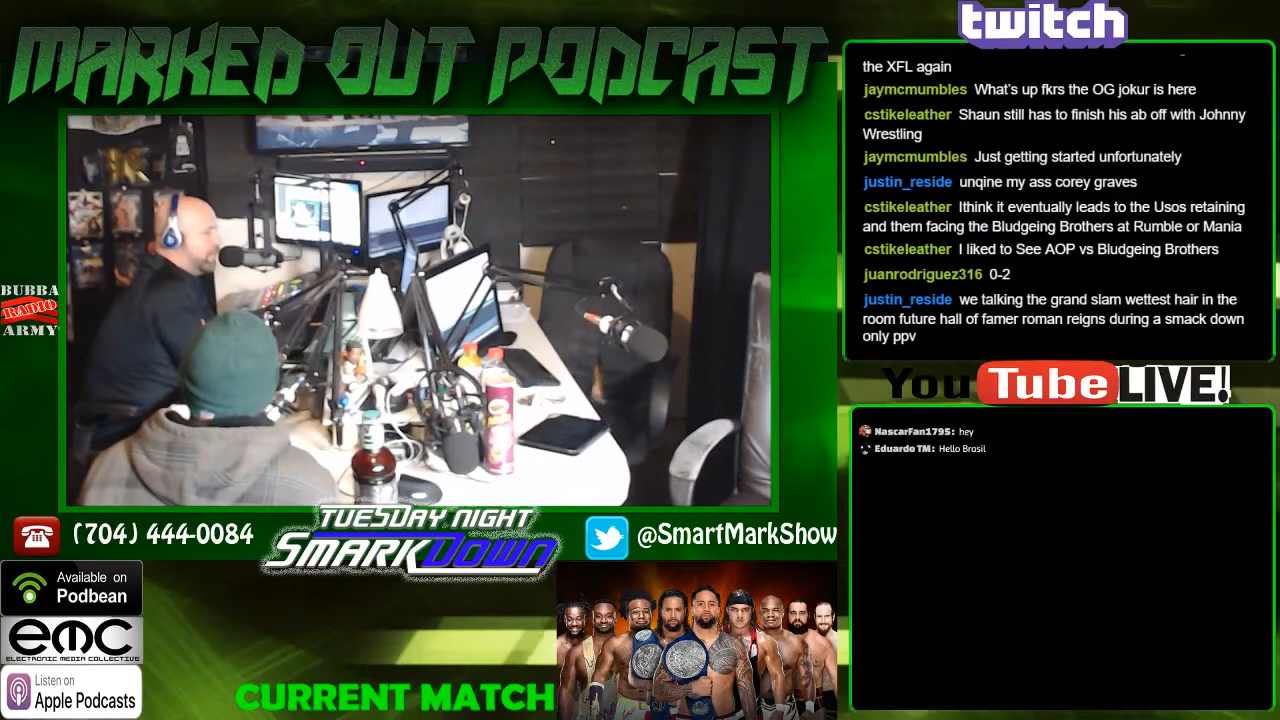 MARKED OUT PODCAST
twitch
the XFL again
jaymcmumbles What's up fkrs the OG jokur is here
cstikeleather Shaun still has to finish his ab off with Johnny
Wrestling
jaymcmumbles Just getting started unfortunately
justin_reside unqine my ass corey graves
cstikeleather Ithink it eventually leads to the Usos retaining
and them facing the Bludgeing Brothers at Rumble or Mania
cstikeleather I liked to See AOP vs Bludgeing Brothers
juanrodriguez316 0-2
justin_reside we talking the grand slam wettest hair in the
room future hall of famer roman reigns during a smack down
only ppv
BUBBA
RADIO
ARMY
You Tube LIVE!
NascarFan1795: hey
Eduardo TM: Hello Brasil
(704) 444-0084
TUESDAY NIGHT
SMARKDOWN
@SmartMarkShow
Available on
Podbean
emc
ELECTRONIC MEDIA COLLECTIVE
Listen on
Apple Podcasts
CURRENT MATCH